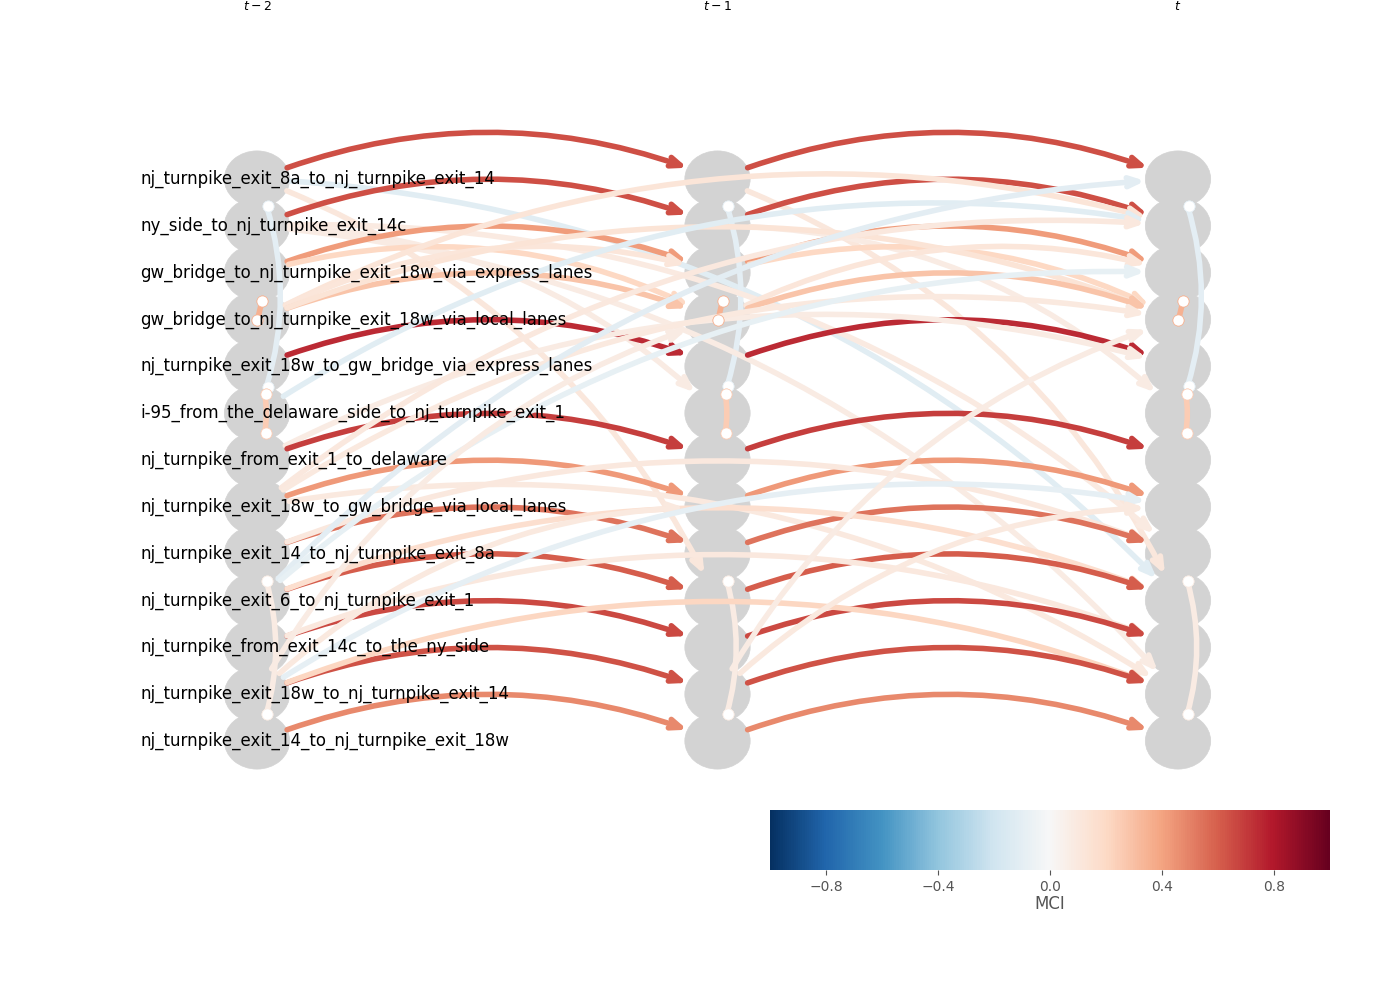 t − 2 t − 1 t
nj_turnpike_exit_8a_to_nj_turnpike_exit_14
ny_side_to_nj_turnpike_exit_14c
gw_bridge_to_nj_turnpike_exit_18w_via_express_lanes
gw_bridge_to_nj_turnpike_exit_18w_via_local_lanes
nj_turnpike_exit_18w_to_gw_bridge_via_express_lanes
i-95_from_the_delaware_side_to_nj_turnpike_exit_1
nj_turnpike_from_exit_1_to_delaware
nj_turnpike_exit_18w_to_gw_bridge_via_local_lanes
nj_turnpike_exit_14_to_nj_turnpike_exit_8a
nj_turnpike_exit_6_to_nj_turnpike_exit_1
nj_turnpike_from_exit_14c_to_the_ny_side
nj_turnpike_exit_18w_to_nj_turnpike_exit_14
nj_turnpike_exit_14_to_nj_turnpike_exit_18w
−0.8 −0.4 0.0 0.4 0.8
MCI